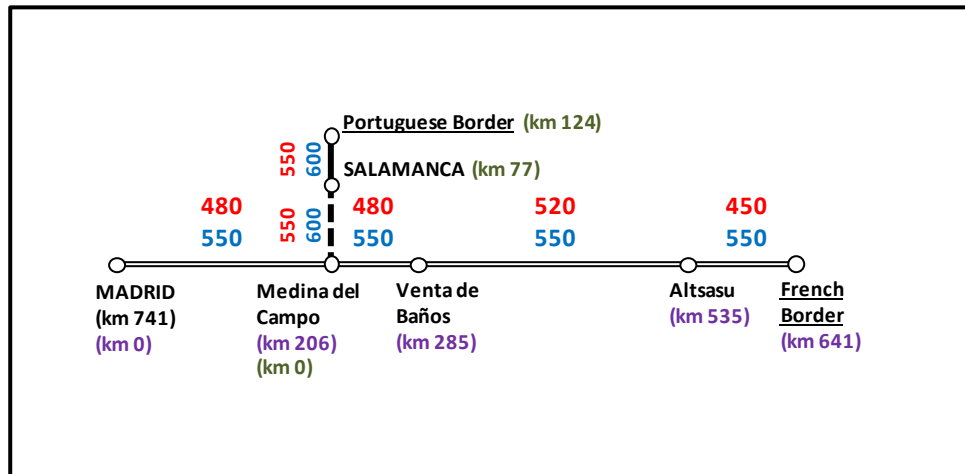 Portuguese Border (km 124)
550
600
SALAMANCA (km 77)
480
550
550
600
480
550
520
550
450
550
MADRID
(km 741)
(km 0)
Medina del
Campo
(km 206)
(km 0)
Venta de
Baños
(km 285)
Altsasu
(km 535)
French
Border
(km 641)